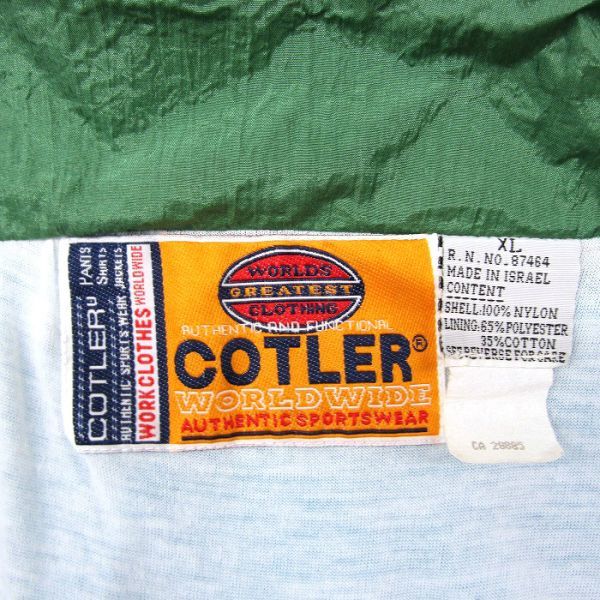 COTLER
PANTS
SHIRTS
AUTHENTIC SPORTS WEAR JACKETS
WORKCLOTHES WORLDWIDE
WORLDS
GREATEST
CLOTHING
AUTHENTIC AND FUNCTIONAL
COTLER®
WORLDWIDE
AUTHENTIC SPORTSWEAR
XL
R.N. NO. 87464
MADE IN ISRAEL
CONTENT
SHELL:100% NYLON
LINING:65% POLYESTER
35% COTTON
REVERSE FOR CARE
CA 28885